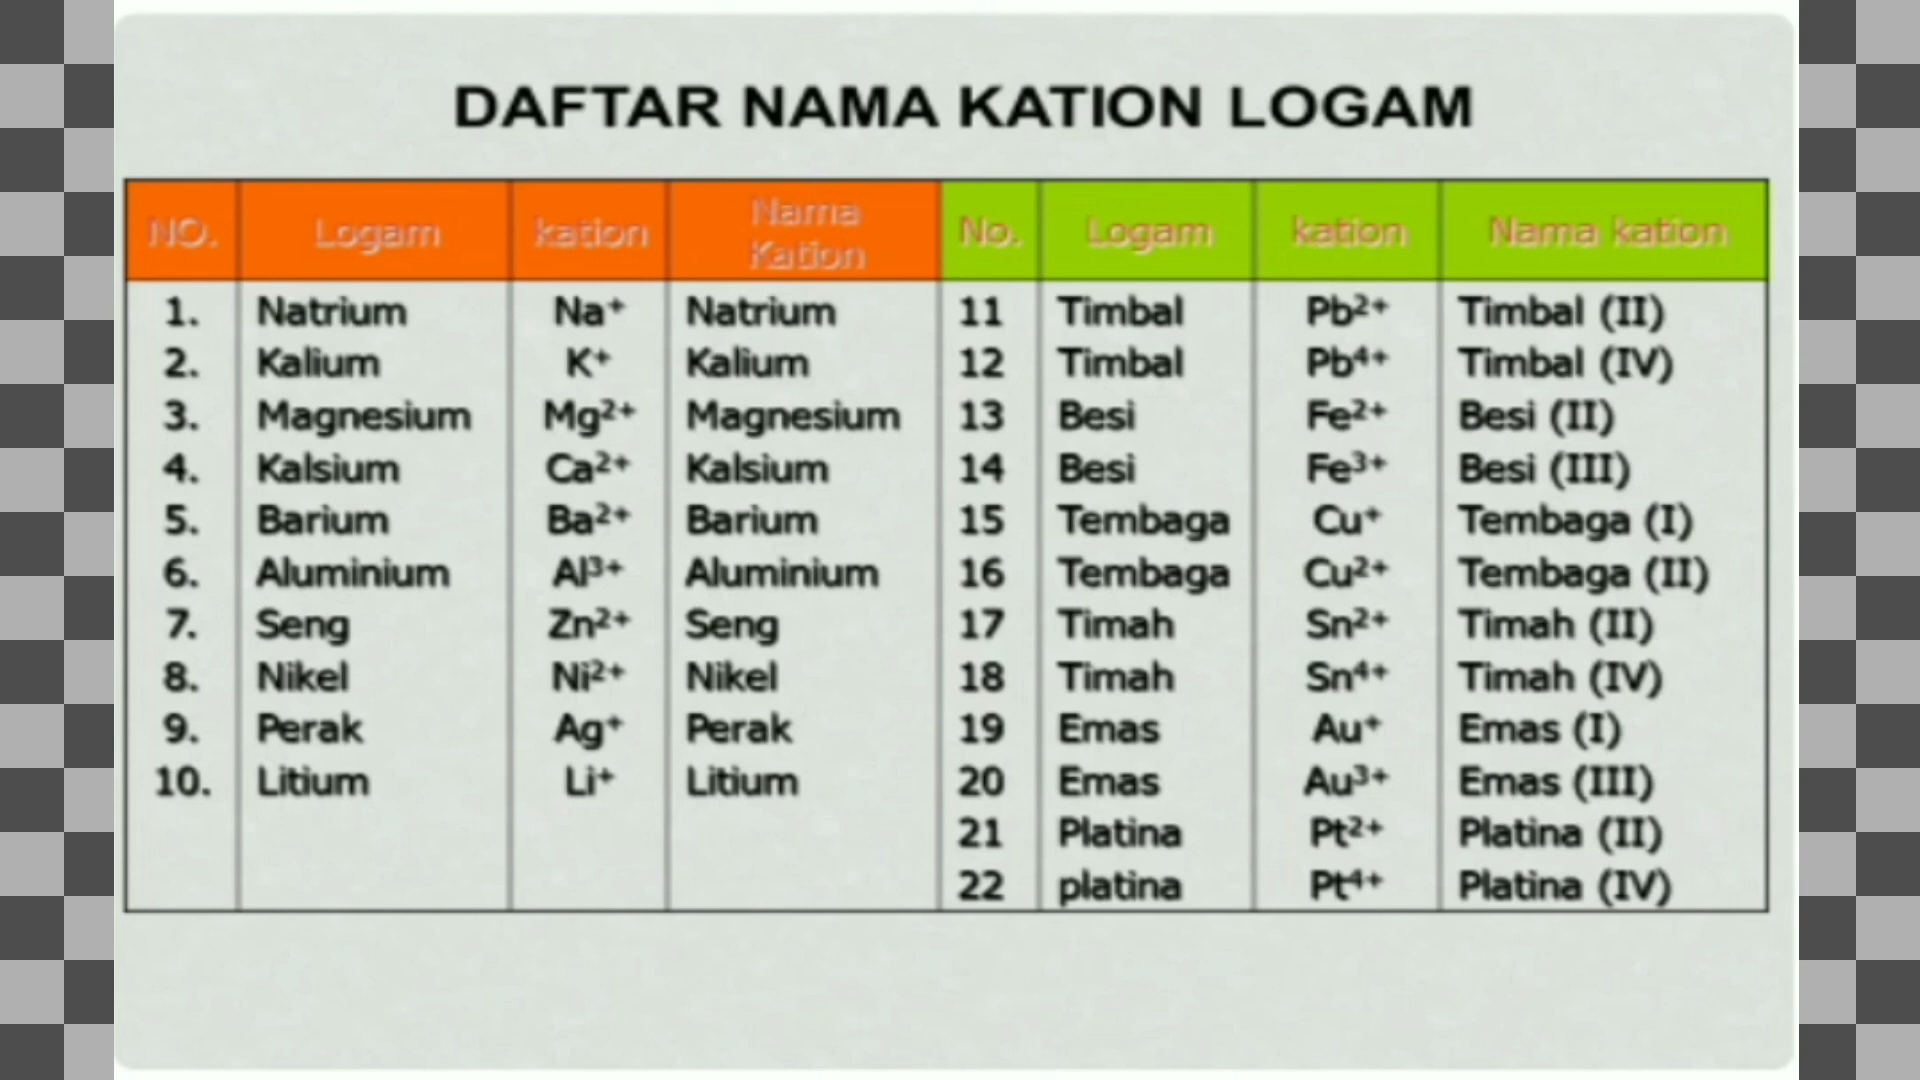 DAFTAR NAMA KATION LOGAM
NO. Logam kation Nama Kation No. Logam kation Nama kation
1. Natrium Na⁺ Natrium 11 Timbal Pb²⁺ Timbal (II)
2. Kalium K⁺ Kalium 12 Timbal Pb⁴⁺ Timbal (IV)
3. Magnesium Mg²⁺ Magnesium 13 Besi Fe²⁺ Besi (II)
4. Kalsium Ca²⁺ Kalsium 14 Besi Fe³⁺ Besi (III)
5. Barium Ba²⁺ Barium 15 Tembaga Cu⁺ Tembaga (I)
6. Aluminium Al³⁺ Aluminium 16 Tembaga Cu²⁺ Tembaga (II)
7. Seng Zn²⁺ Seng 17 Timah Sn²⁺ Timah (II)
8. Nikel Ni²⁺ Nikel 18 Timah Sn⁴⁺ Timah (IV)
9. Perak Ag⁺ Perak 19 Emas Au⁺ Emas (I)
10. Litium Li⁺ Litium 20 Emas Au³⁺ Emas (III)
21 Platina Pt²⁺ Platina (II)
22 platina Pt⁴⁺ Platina (IV)